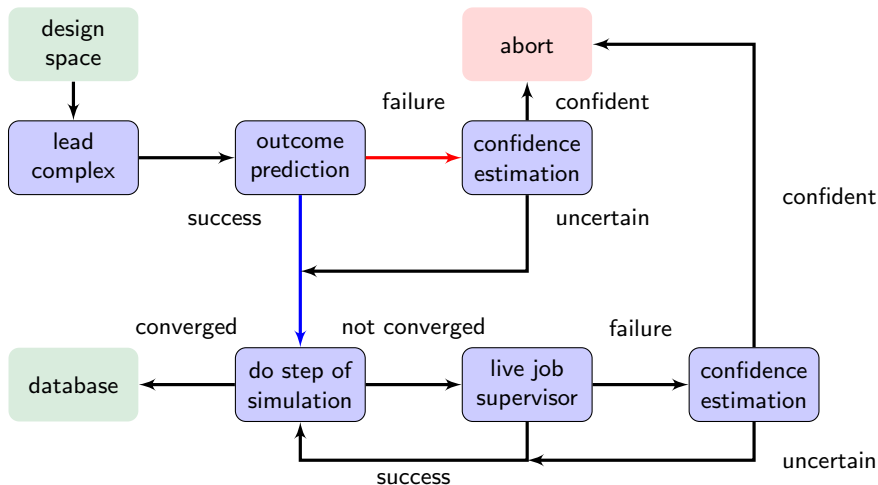 design
space
abort
failure
confident
lead
complex
outcome
prediction
confidence
estimation
confident
success
uncertain
converged
not converged
failure
database
do step of
simulation
live job
supervisor
confidence
estimation
success
uncertain